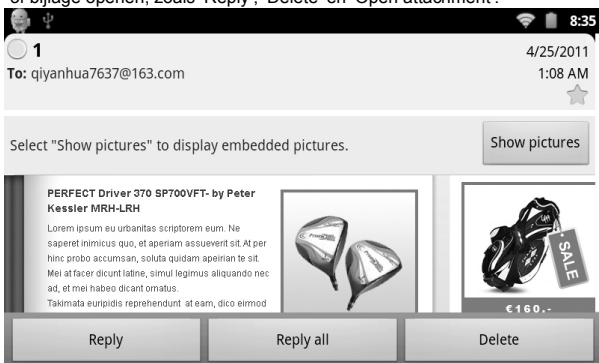 of bijlage openen, zoals 'Reply', 'Delete' en 'Open attachment'.
8:35
1
4/25/2011
To: qiyanhua7637@163.com
1:08 AM
Select "Show pictures" to display embedded pictures.
Show pictures
PERFECT Driver 370 SP700VFT- by Peter
Kessler MRH-LRH
Lorem ipsum eu urbanitas scriptorem eum. Ne
saperet inimicus quo, et aperiam assueverit sit. At per
hinc probo accumsan, soluta quidam apeirian te sit.
Mei at facer dicunt latine, simul legimus aliquando nec
ad, et mei habeo dicant ornatus.
Takimata euripidis reprehendunt at eam, dico eirmod
SALE
€160,-
Reply
Reply all
Delete